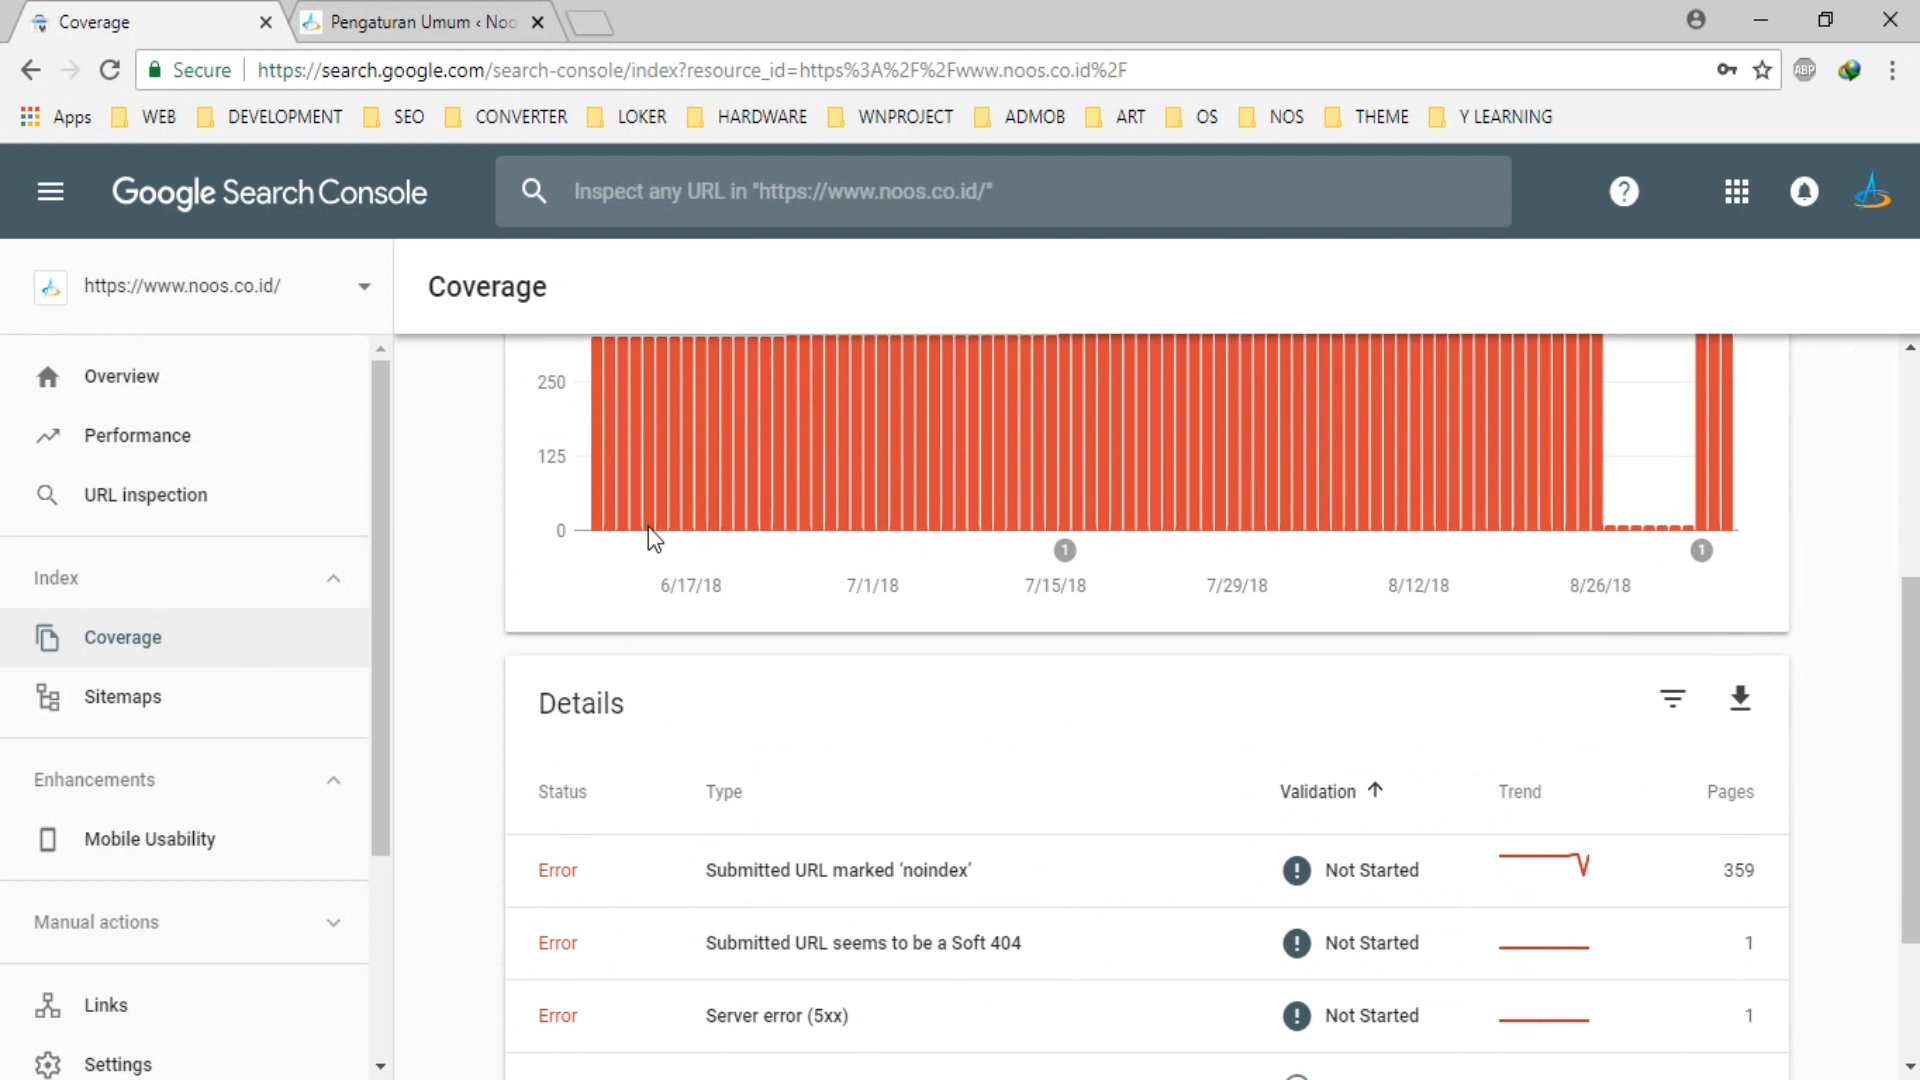 Coverage
Pengaturan Umum ‹ Noo
Secure
https://search.google.com/search-console/index?resource_id=https%3A%2F%2Fwww.noos.co.id%2F
ABP
Apps WEB DEVELOPMENT SEO CONVERTER LOKER HARDWARE WNPROJECT ADMOB ART OS NOS THEME Y LEARNING
Google Search Console
Inspect any URL in "https://www.noos.co.id/"
https://www.noos.co.id/
Coverage
Overview
Performance
URL inspection
Index
Coverage
Sitemaps
Enhancements
Mobile Usability
Manual actions
Links
Settings
250
125
0
1 1
6/17/18 7/1/18 7/15/18 7/29/18 8/12/18 8/26/18
Details
Status Type Validation Trend Pages
Error Submitted URL marked ‘noindex’ Not Started 359
Error Submitted URL seems to be a Soft 404 Not Started 1
Error Server error (5xx) Not Started 1